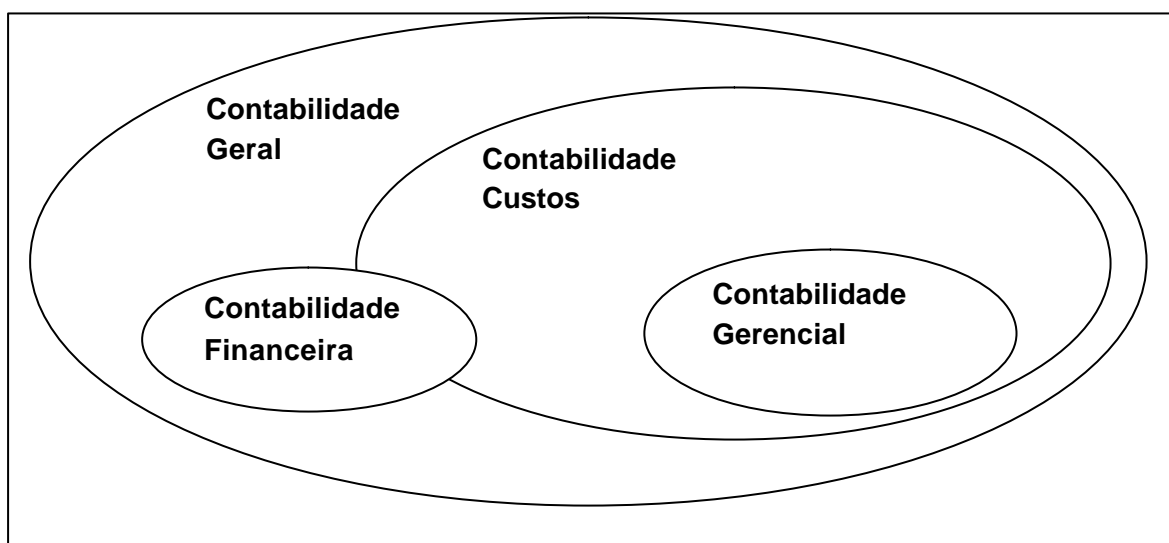 Contabilidade
Geral
Contabilidade
Custos
Contabilidade
Financeira
Contabilidade
Gerencial